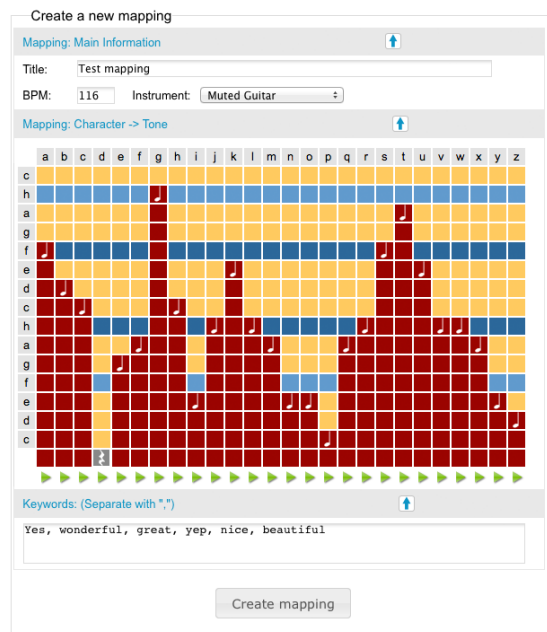 Create a new mapping
Mapping: Main Information
Title: Test mapping
BPM: 116 Instrument: Muted Guitar
Mapping: Character -> Tone
a b c d e f g h i j k l m n o p q r s t u v w x y z
c
h
a
g
f
e
d
c
h
a
g
f
e
d
c
Keywords: (Separate with ",")
Yes, wonderful, great, yep, nice, beautiful
Create mapping